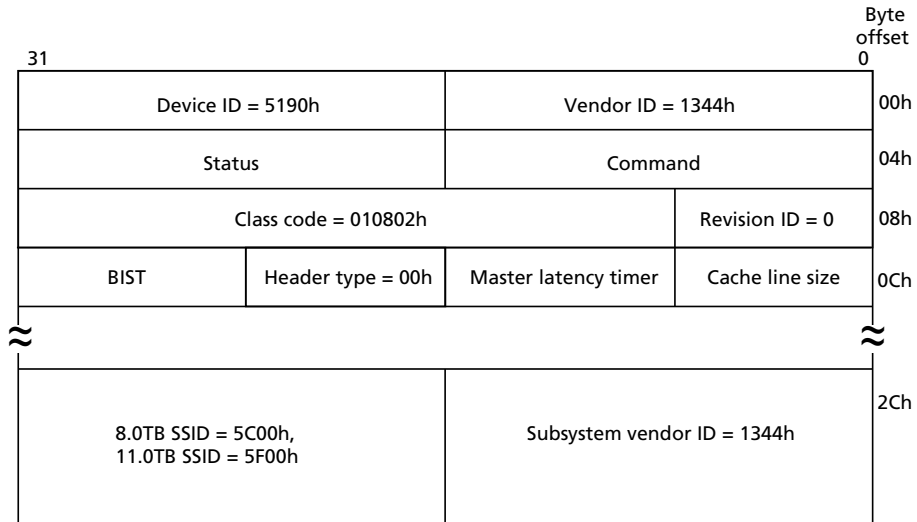 Byte
offset
31 0
Device ID = 5190h Vendor ID = 1344h 00h
Status Command 04h
Class code = 010802h Revision ID = 0 08h
BIST Header type = 00h Master latency timer Cache line size 0Ch
≈ ≈
2Ch
8.0TB SSID = 5C00h, Subsystem vendor ID = 1344h
11.0TB SSID = 5F00h